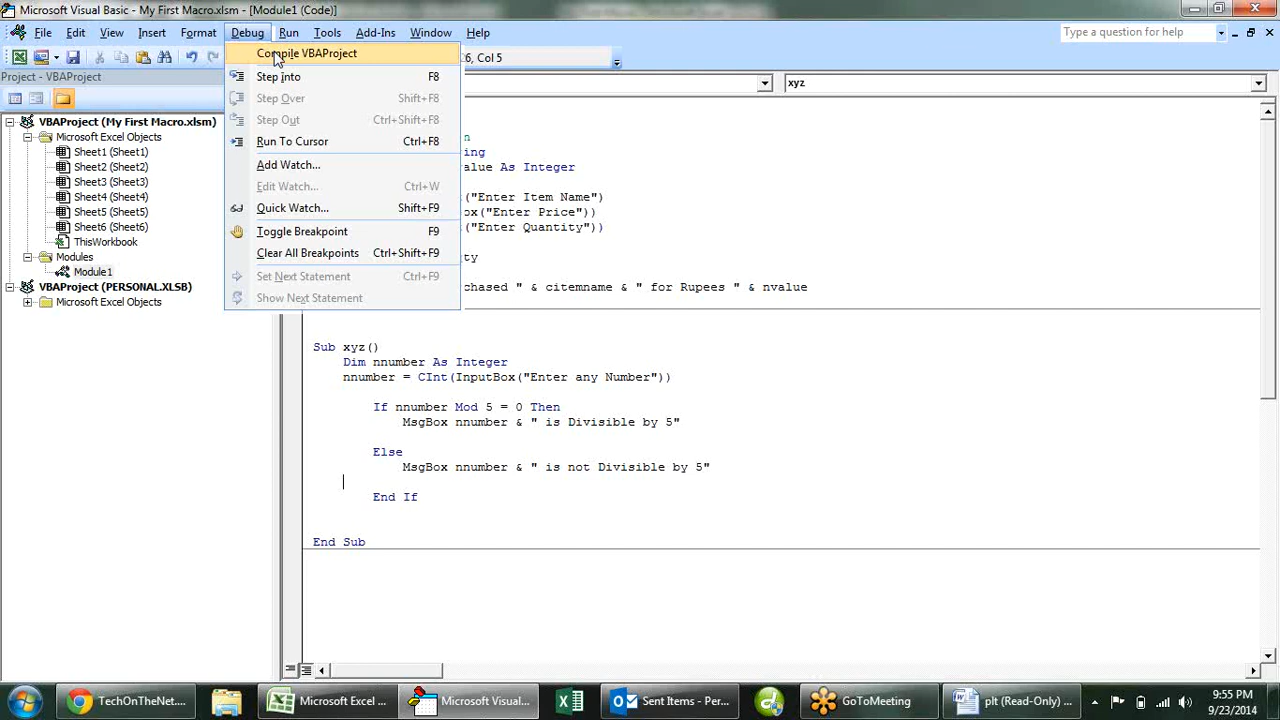 Microsoft Visual Basic - My First Macro.xlsm - [Module1 (Code)]
File Edit View Insert Format Debug Run Tools Add-Ins Window Help
Type a question for help
Compile VBAProject
6, Col 5
Step Into F8
Step Over Shift+F8
Step Out Ctrl+Shift+F8
Run To Cursor Ctrl+F8
Add Watch...
Edit Watch... Ctrl+W
Quick Watch... Shift+F9
Toggle Breakpoint F9
Clear All Breakpoints Ctrl+Shift+F9
Set Next Statement Ctrl+F9
Show Next Statement
Project - VBAProject
VBAProject (My First Macro.xlsm)
Microsoft Excel Objects
Sheet1 (Sheet1)
Sheet2 (Sheet2)
Sheet3 (Sheet3)
Sheet4 (Sheet4)
Sheet5 (Sheet5)
Sheet6 (Sheet6)
ThisWorkbook
Modules
Module1
VBAProject (PERSONAL.XLSB)
Microsoft Excel Objects
xyz
n
ing
alue As Integer
("Enter Item Name")
ox("Enter Price"))
("Enter Quantity"))
ty
chased " & citemname & " for Rupees " & nvalue
Sub xyz()
Dim nnumber As Integer
nnumber = CInt(InputBox("Enter any Number"))
If nnumber Mod 5 = 0 Then
MsgBox nnumber & " is Divisible by 5"
Else
MsgBox nnumber & " is not Divisible by 5"
End If
End Sub
TechOnTheNet... Microsoft Excel ... Microsoft Visual... Sent Items - Pers... GoToMeeting plt (Read-Only) ...
9:55 PM
9/23/2014